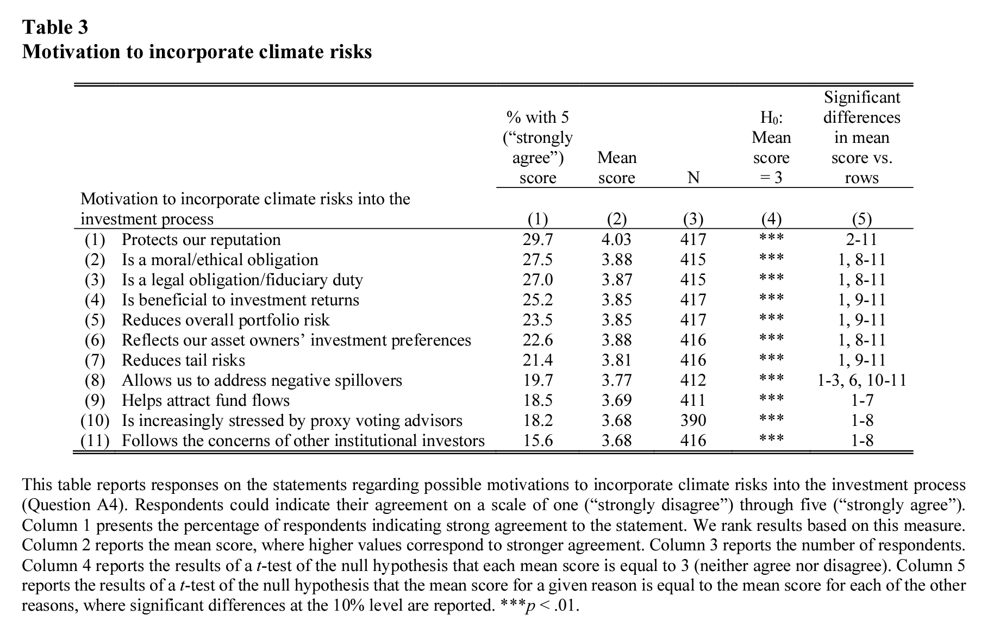 Table 3
Motivation to incorporate climate risks
% with 5 (“strongly agree”) score Mean score N H₀: Mean score = 3 Significant differences in mean score vs. rows
Motivation to incorporate climate risks into the
investment process (1) (2) (3) (4) (5)
(1) Protects our reputation 29.7 4.03 417 *** 2-11
(2) Is a moral/ethical obligation 27.5 3.88 415 *** 1, 8-11
(3) Is a legal obligation/fiduciary duty 27.0 3.87 415 *** 1, 8-11
(4) Is beneficial to investment returns 25.2 3.85 417 *** 1, 9-11
(5) Reduces overall portfolio risk 23.5 3.85 417 *** 1, 9-11
(6) Reflects our asset owners’ investment preferences 22.6 3.88 416 *** 1, 8-11
(7) Reduces tail risks 21.4 3.81 416 *** 1, 9-11
(8) Allows us to address negative spillovers 19.7 3.77 412 *** 1-3, 6, 10-11
(9) Helps attract fund flows 18.5 3.69 411 *** 1-7
(10) Is increasingly stressed by proxy voting advisors 18.2 3.68 390 *** 1-8
(11) Follows the concerns of other institutional investors 15.6 3.68 416 *** 1-8
This table reports responses on the statements regarding possible motivations to incorporate climate risks into the investment process
(Question A4). Respondents could indicate their agreement on a scale of one (“strongly disagree”) through five (“strongly agree”).
Column 1 presents the percentage of respondents indicating strong agreement to the statement. We rank results based on this measure.
Column 2 reports the mean score, where higher values correspond to stronger agreement. Column 3 reports the number of respondents.
Column 4 reports the results of a t-test of the null hypothesis that each mean score is equal to 3 (neither agree nor disagree). Column 5
reports the results of a t-test of the null hypothesis that the mean score for a given reason is equal to the mean score for each of the other
reasons, where significant differences at the 10% level are reported. ***p < .01.